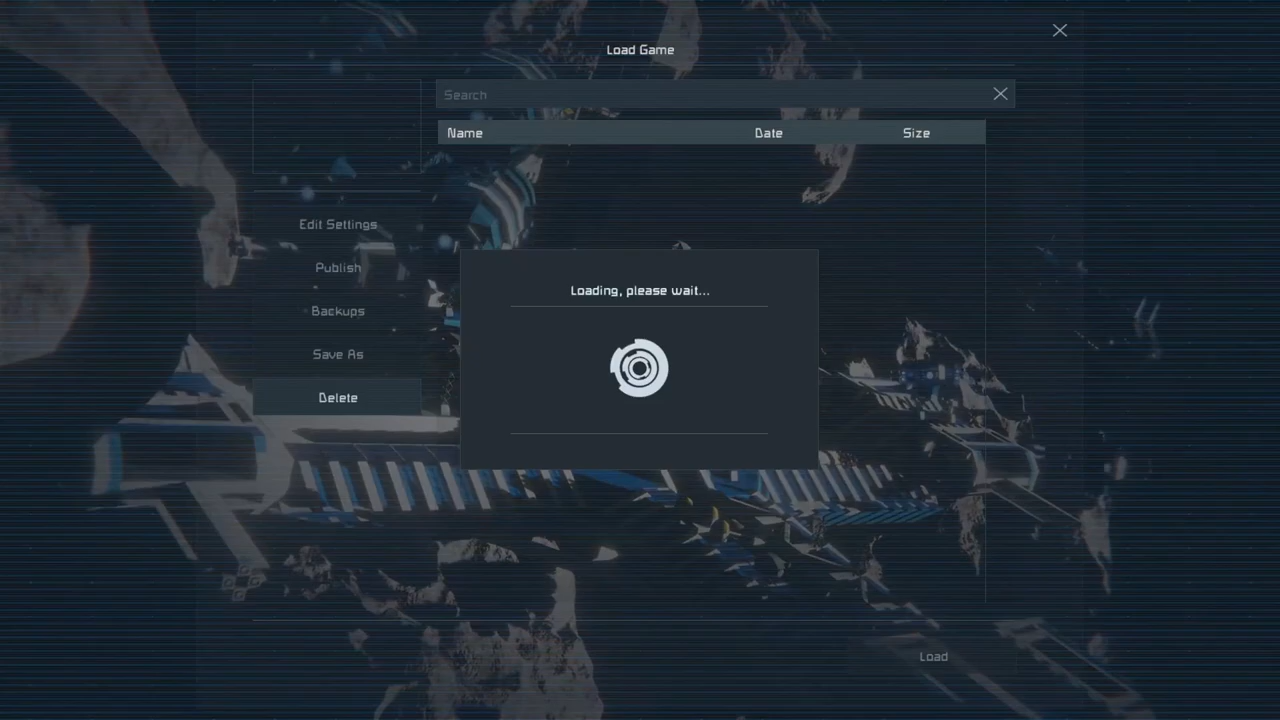 Load Game
Search
Name Date Size
Edit Settings
Publish
Backups
Save As
Delete
Loading, please wait...
Load